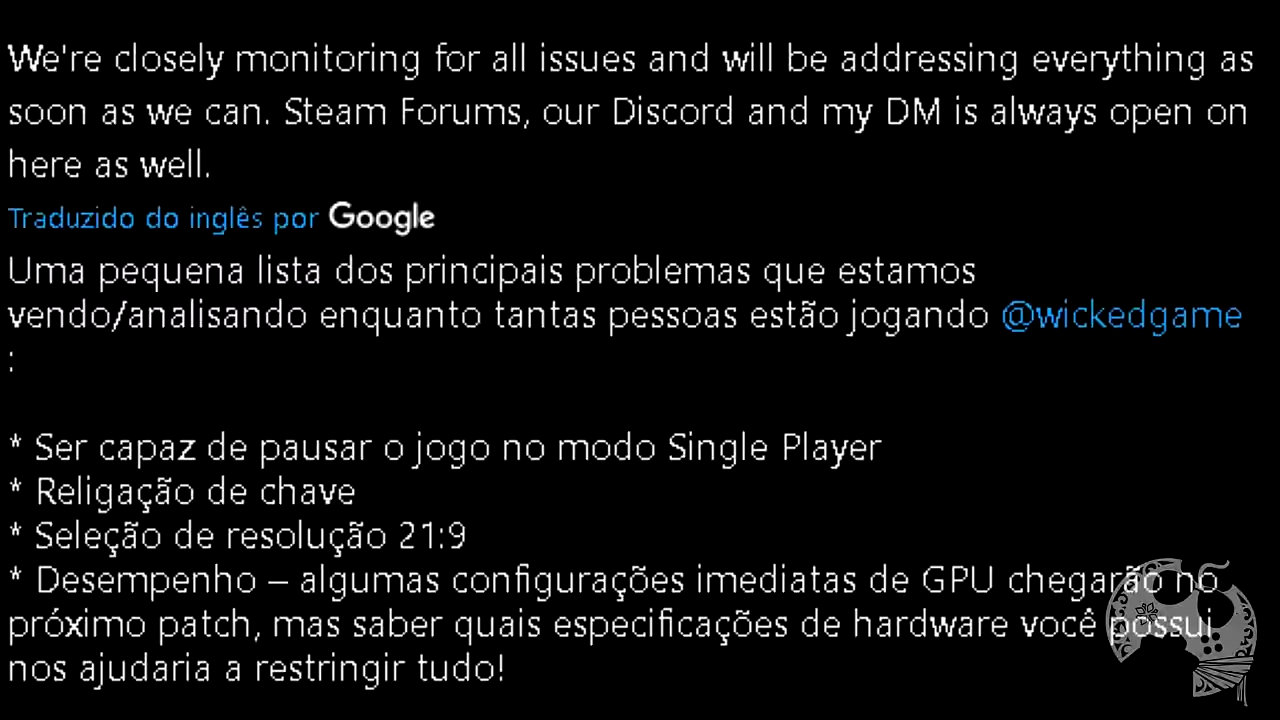 We're closely monitoring for all issues and will be addressing everything as
soon as we can. Steam Forums, our Discord and my DM is always open on
here as well.
Traduzido do inglês por Google
Uma pequena lista dos principais problemas que estamos
vendo/analisando enquanto tantas pessoas estão jogando @wickedgame
:
* Ser capaz de pausar o jogo no modo Single Player
* Religação de chave
* Seleção de resolução 21:9
* Desempenho – algumas configurações imediatas de GPU chegarão no
próximo patch, mas saber quais especificações de hardware você possui
nos ajudaria a restringir tudo!